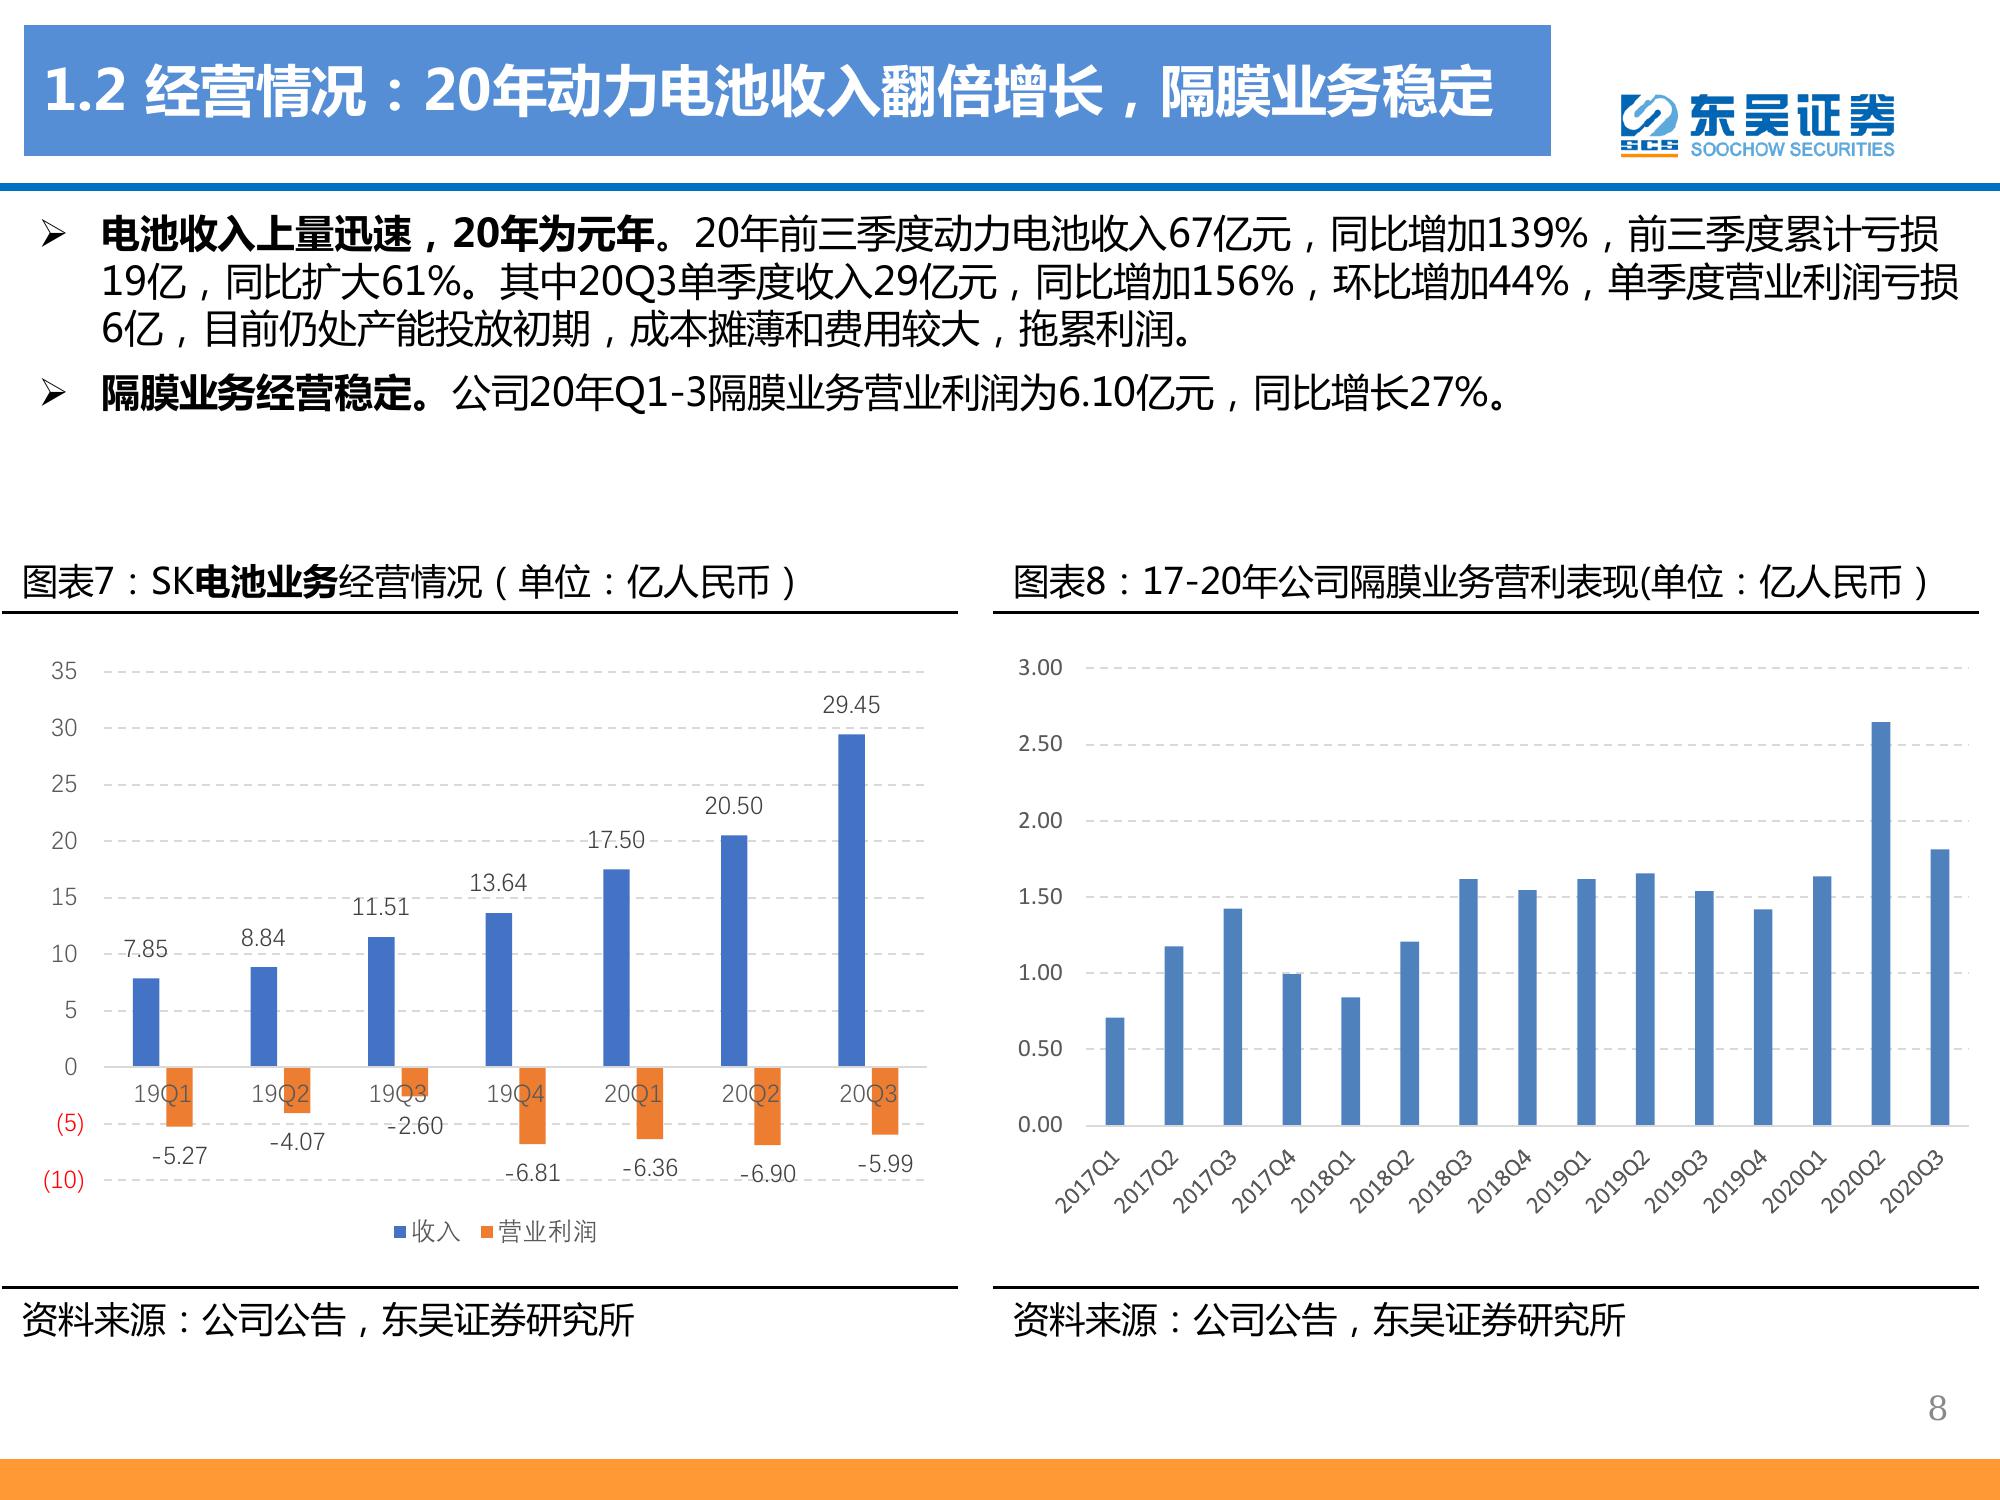 1.2 经营情况：20年动力电池收入翻倍增长，隔膜业务稳定
东吴证券
SCS
SOOCHOW SECURITIES
➢ 电池收入上量迅速，20年为元年。20年前三季度动力电池收入67亿元，同比增加139%，前三季度累计亏损
19亿，同比扩大61%。其中20Q3单季度收入29亿元，同比增加156%，环比增加44%，单季度营业利润亏损
6亿，目前仍处产能投放初期，成本摊薄和费用较大，拖累利润。
➢ 隔膜业务经营稳定。公司20年Q1-3隔膜业务营业利润为6.10亿元，同比增长27%。
图表7：SK电池业务经营情况（单位：亿人民币）
35
30
25
20
15
10
5
0
(5)
(10)
7.85
8.84
11.51
13.64
17.50
20.50
29.45
19Q1
19Q2
19Q3
19Q4
20Q1
20Q2
20Q3
-5.27
-4.07
-2.60
-6.81
-6.36
-6.90
-5.99
收入 营业利润
资料来源：公司公告，东吴证券研究所
图表8：17-20年公司隔膜业务营利表现(单位：亿人民币）
3.00
2.50
2.00
1.50
1.00
0.50
0.00
2017Q1
2017Q2
2017Q3
2017Q4
2018Q1
2018Q2
2018Q3
2018Q4
2019Q1
2019Q2
2019Q3
2019Q4
2020Q1
2020Q2
2020Q3
资料来源：公司公告，东吴证券研究所
8